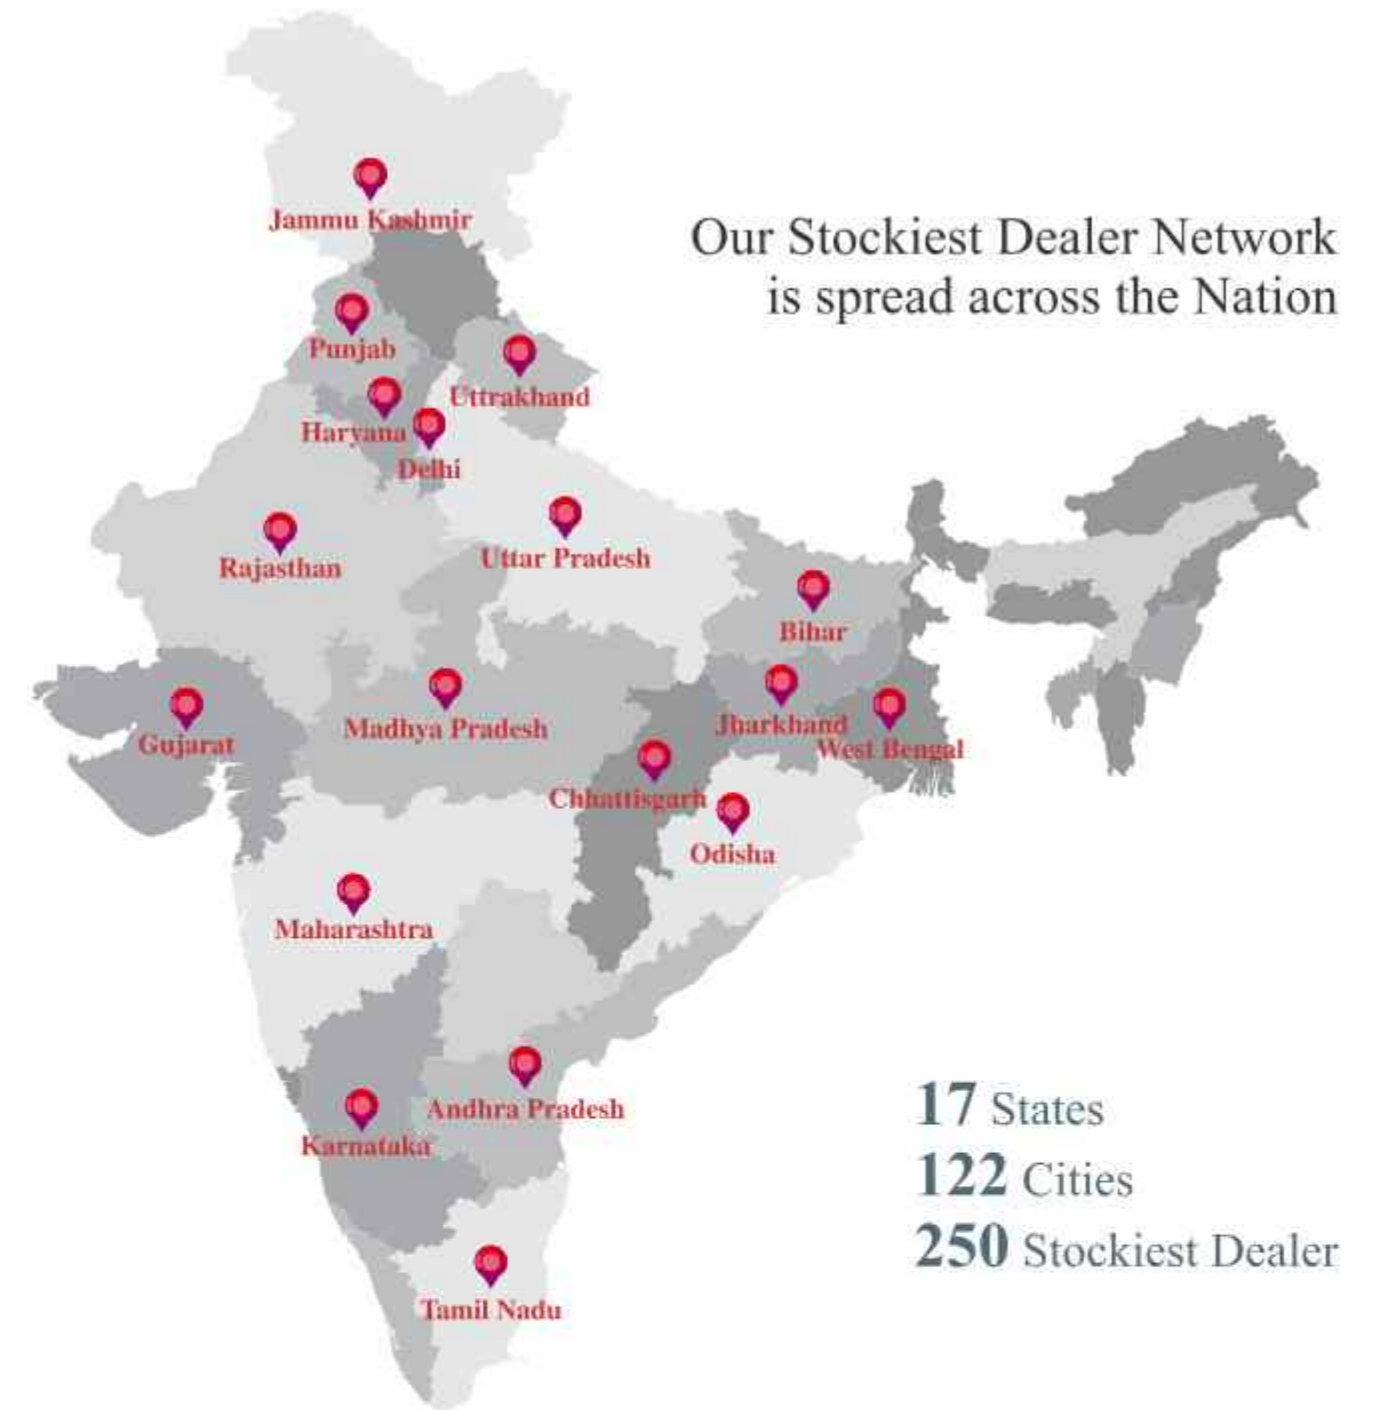 Jammu Kashmir
Our Stockiest Dealer Network
is spread across the Nation
Punjab
Uttrakhand
Haryana
Delhi
Uttar Pradesh
Rajasthan
Bihar
Madhya Pradesh
Jharkhand
Gujarat
West Bengal
Chhattisgarh
Odisha
Maharashtra
Andhra Pradesh
Karnataka
Tamil Nadu
17 States
122 Cities
250 Stockiest Dealer